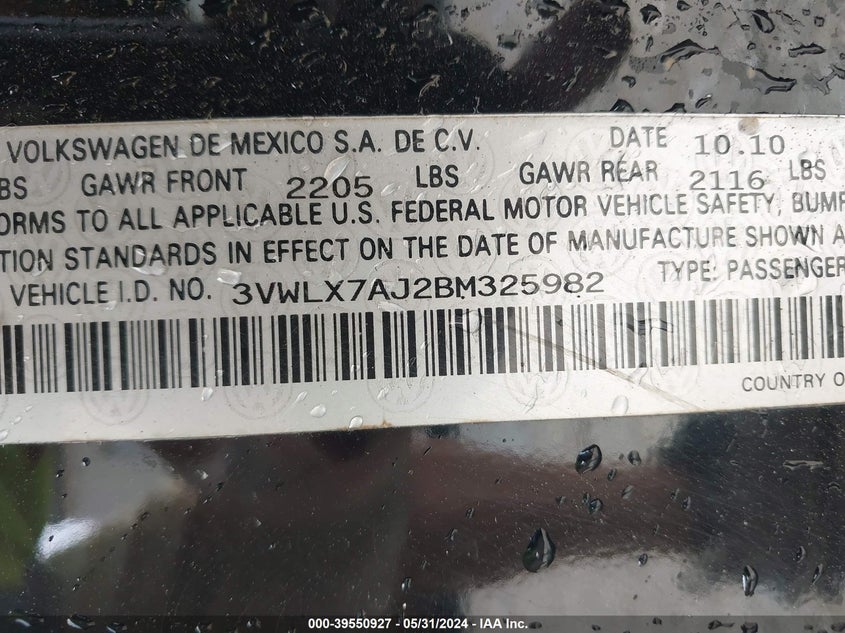 VOLKSWAGEN DE MEXICO S.A. DE C.V. DATE 10.10
BS GAWR FRONT 2205 LBS GAWR REAR 2116 LBS
ORMS TO ALL APPLICABLE U.S. FEDERAL MOTOR VEHICLE SAFETY, BUMP
TION STANDARDS IN EFFECT ON THE DATE OF MANUFACTURE SHOWN A
VEHICLE I.D. NO. 3VWLX7AJ2BM325982 TYPE: PASSENGER
COUNTRY O
000-39550927 - 05/31/2024 - IAA Inc.